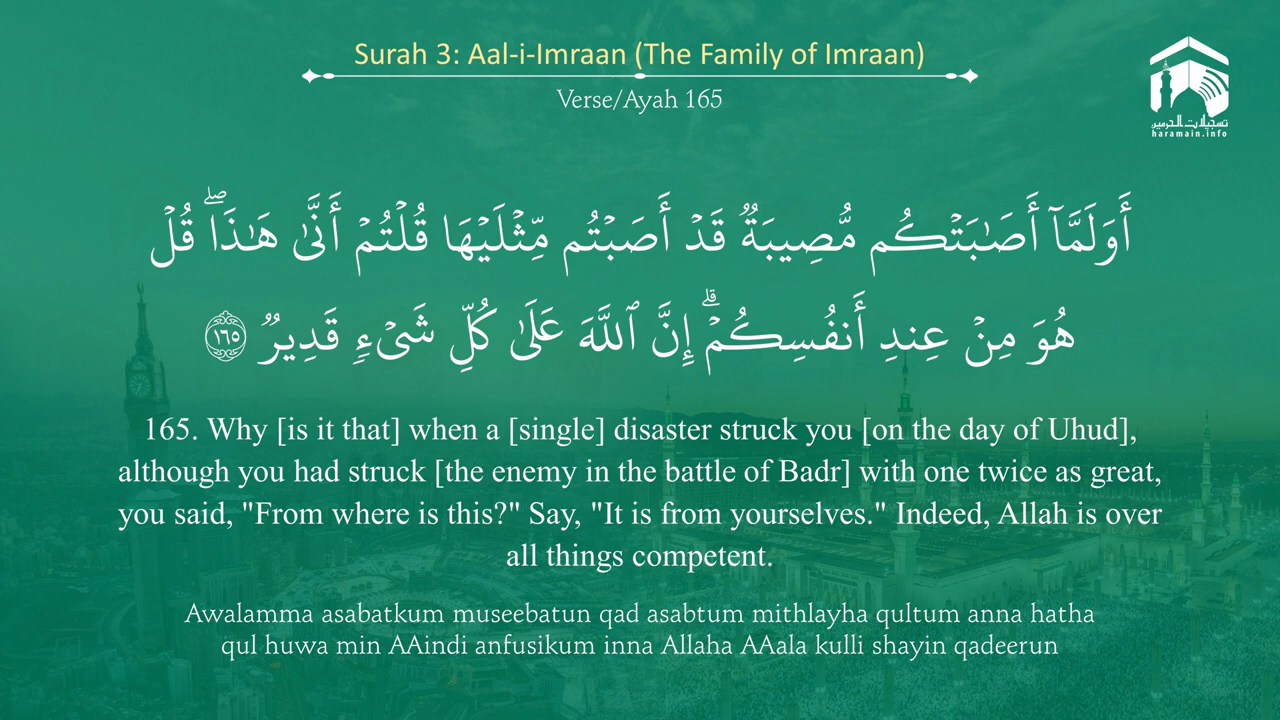 Surah 3: Aal-i-Imraan (The Family of Imraan)
Verse/Ayah 165
تسجيلات الحرمين
haramain.info
أَوَلَمَّآ أَصَٰبَتۡكُم مُّصِيبَةٞ قَدۡ أَصَبۡتُم مِّثۡلَيۡهَا قُلۡتُمۡ أَنَّىٰ هَٰذَاۖ قُلۡ
هُوَ مِنۡ عِندِ أَنفُسِكُمۡۗ إِنَّ ٱللَّهَ عَلَىٰ كُلِّ شَيۡءٖ قَدِيرٞ ١٦٥
165. Why [is it that] when a [single] disaster struck you [on the day of Uhud],
although you had struck [the enemy in the battle of Badr] with one twice as great,
you said, "From where is this?" Say, "It is from yourselves." Indeed, Allah is over
all things competent.
Awalamma asabatkum museebatun qad asabtum mithlayha qultum anna hatha
qul huwa min AAindi anfusikum inna Allaha AAala kulli shayin qadeerun